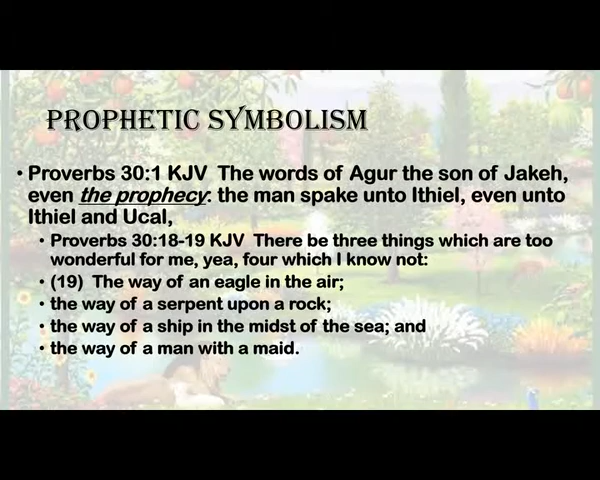 PROPHETIC SYMBOLISM
• Proverbs 30:1 KJV  The words of Agur the son of Jakeh,
even the prophecy: the man spake unto Ithiel, even unto
Ithiel and Ucal,
• Proverbs 30:18-19 KJV  There be three things which are too
wonderful for me, yea, four which I know not:
• (19)  The way of an eagle in the air;
• the way of a serpent upon a rock;
• the way of a ship in the midst of the sea; and
• the way of a man with a maid.